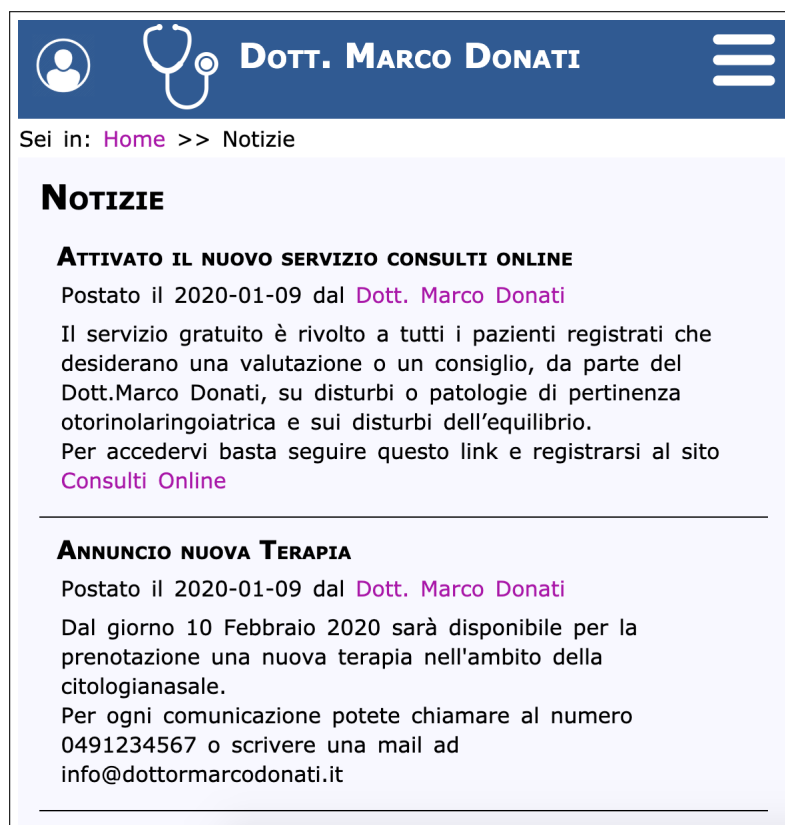 Dott. Marco Donati
Sei in: Home >> Notizie
Notizie
Attivato il nuovo servizio consulti online
Postato il 2020-01-09 dal Dott. Marco Donati
Il servizio gratuito è rivolto a tutti i pazienti registrati che
desiderano una valutazione o un consiglio, da parte del
Dott.Marco Donati, su disturbi o patologie di pertinenza
otorinolaringoiatrica e sui disturbi dell’equilibrio.
Per accedervi basta seguire questo link e registrarsi al sito
Consulti Online
Annuncio nuova Terapia
Postato il 2020-01-09 dal Dott. Marco Donati
Dal giorno 10 Febbraio 2020 sarà disponibile per la
prenotazione una nuova terapia nell'ambito della
citologianasale.
Per ogni comunicazione potete chiamare al numero
0491234567 o scrivere una mail ad
info@dottormarcodonati.it